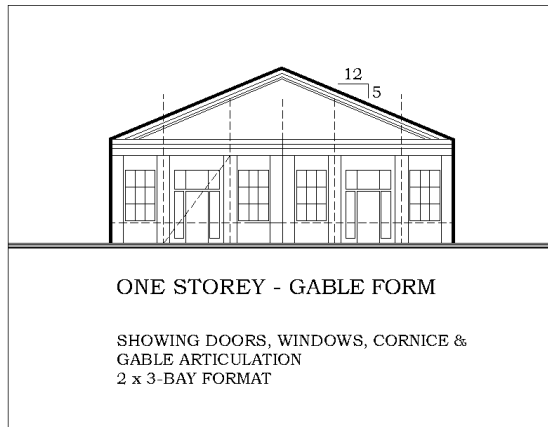 12
5
ONE STOREY - GABLE FORM
SHOWING DOORS, WINDOWS, CORNICE &
GABLE ARTICULATION
2 x 3-BAY FORMAT